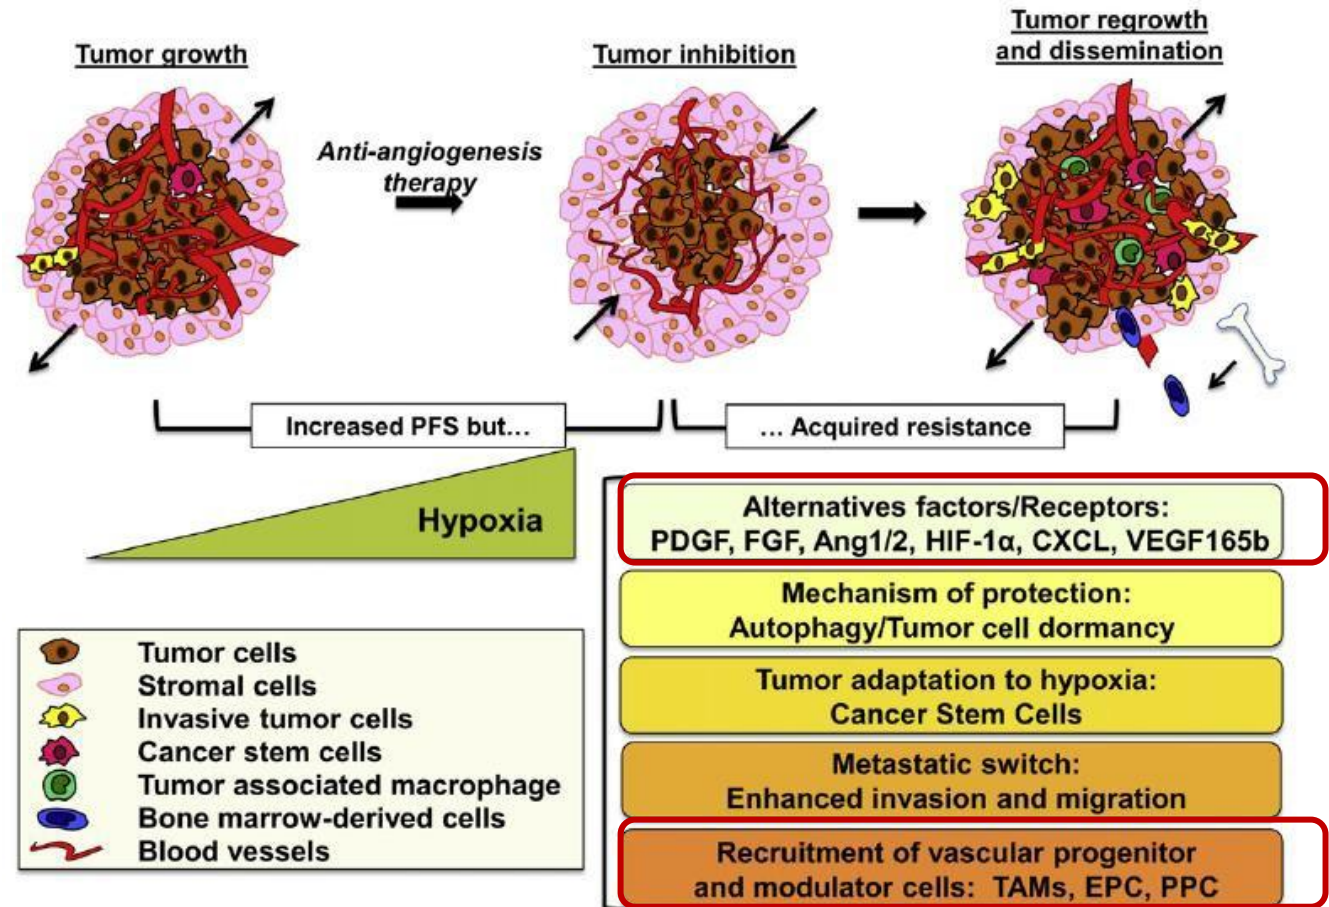 Tumor growth
Tumor inhibition
Tumor regrowth
and dissemination
Anti-angiogenesis
therapy
Increased PFS but...
... Acquired resistance
Hypoxia
Alternatives factors/Receptors:
PDGF, FGF, Ang1/2, HIF-1α, CXCL, VEGF165b
Mechanism of protection:
Autophagy/Tumor cell dormancy
Tumor adaptation to hypoxia:
Cancer Stem Cells
Metastatic switch:
Enhanced invasion and migration
Recruitment of vascular progenitor
and modulator cells: TAMs, EPC, PPC
Tumor cells
Stromal cells
Invasive tumor cells
Cancer stem cells
Tumor associated macrophage
Bone marrow-derived cells
Blood vessels